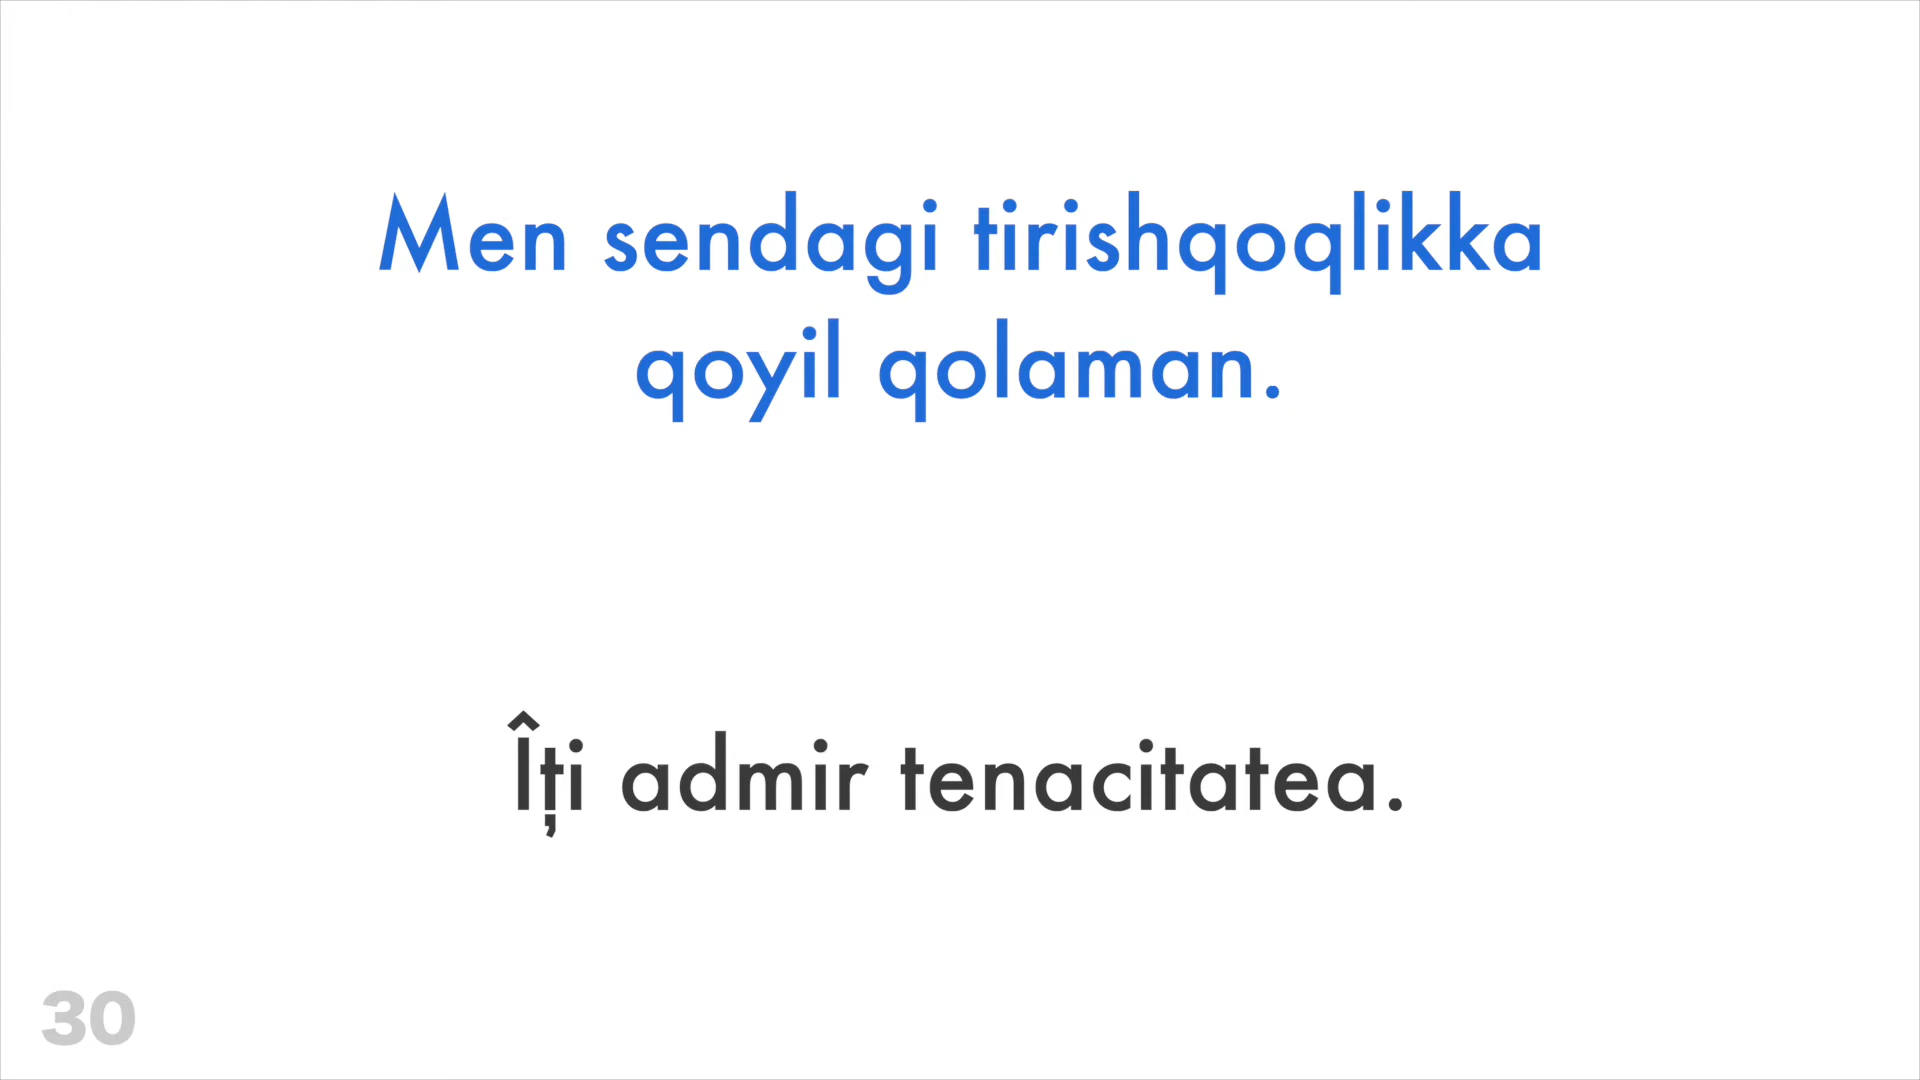 Men sendagi tirishqoqlikka
qoyil qolaman.
Îți admir tenacitatea.
30